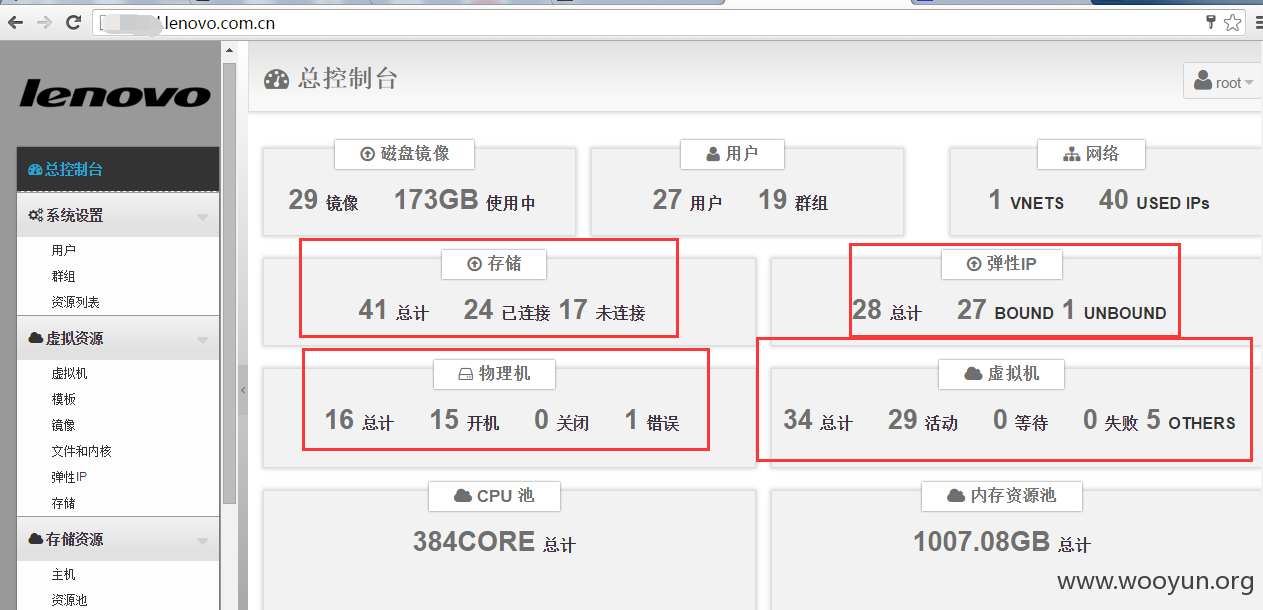 lenovo.com.cn
lenovo
总控制台
root
总控制台
系统设置
用户
群组
资源列表
虚拟资源
虚拟机
模板
镜像
文件和内核
弹性IP
存储
存储资源
主机
资源池
磁盘镜像
29 镜像 173GB 使用中
用户
27 用户 19 群组
网络
1 VNETS 40 USED IPs
存储
41 总计 24 已连接 17 未连接
弹性IP
28 总计 27 BOUND 1 UNBOUND
物理机
16 总计 15 开机 0 关闭 1 错误
虚拟机
34 总计 29 活动 0 等待 0 失败 5 OTHERS
CPU 池
384CORE 总计
内存资源池
1007.08GB 总计
www.wooyun.org